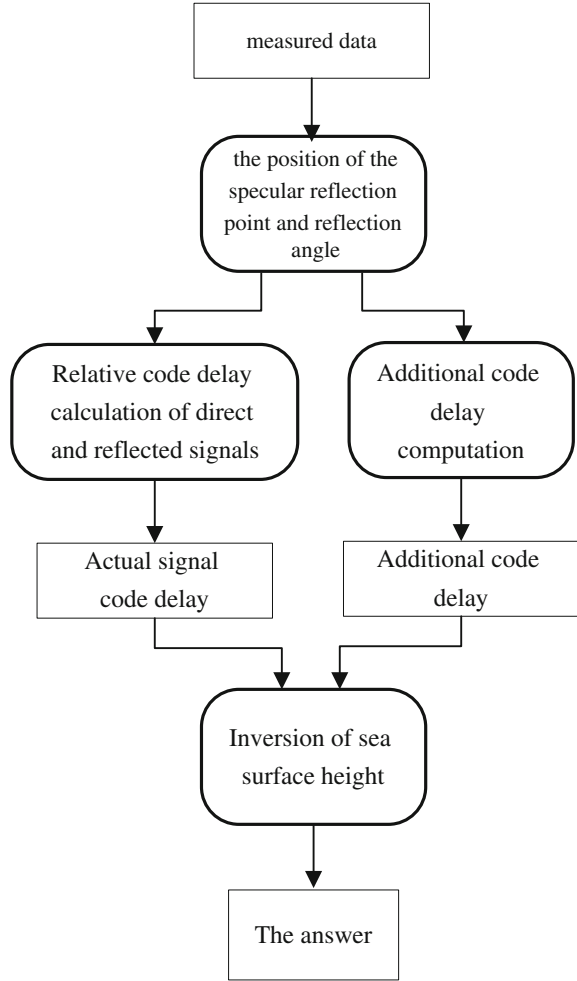 measured data
the position of the
specular reflection
point and reflection
angle
Relative code delay
calculation of direct
and reflected signals
Additional code
delay
computation
Actual signal
code delay
Additional code
delay
Inversion of sea
surface height
The answer